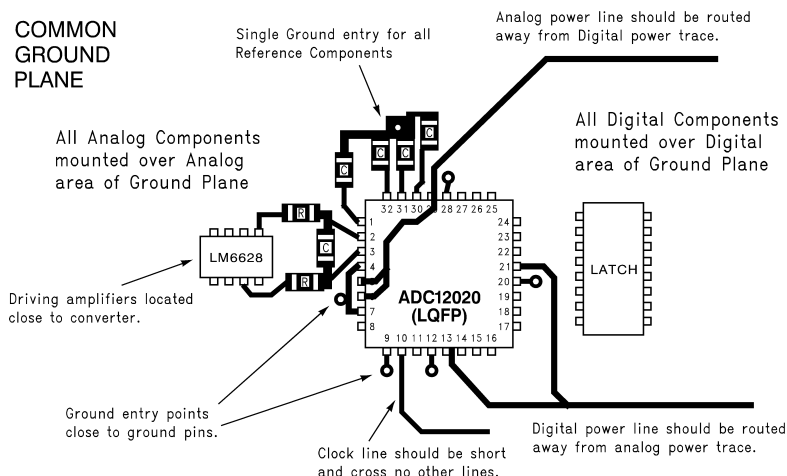 COMMON
GROUND
PLANE
Single Ground entry for all
Reference Components
Analog power line should be routed
away from Digital power trace.
All Analog Components
mounted over Analog
area of Ground Plane
All Digital Components
mounted over Digital
area of Ground Plane
C
C
C
C
R
C
R
32 31 30 28 27 26 25
1
2
3
4
7
8
24
23
22
21
20
19
18
17
9 10 11 12 13 14 15 16
LM6628
ADC12020
(LQFP)
LATCH
Driving amplifiers located
close to converter.
Ground entry points
close to ground pins.
Clock line should be short
and cross no other lines.
Digital power line should be routed
away from analog power trace.